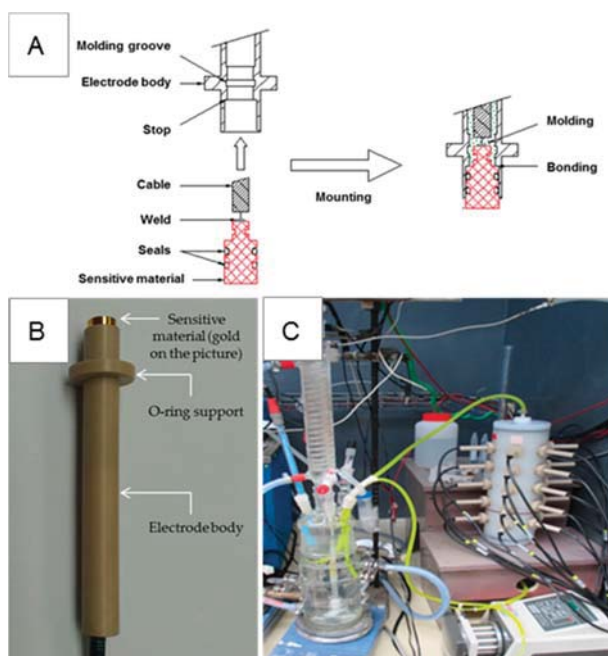 A
Molding groove
Electrode body
Stop
Cable
Weld
Seals
Sensitive material
Mounting
Molding
Bonding
B
Sensitive
material (gold
on the picture)
O-ring support
Electrode body
C